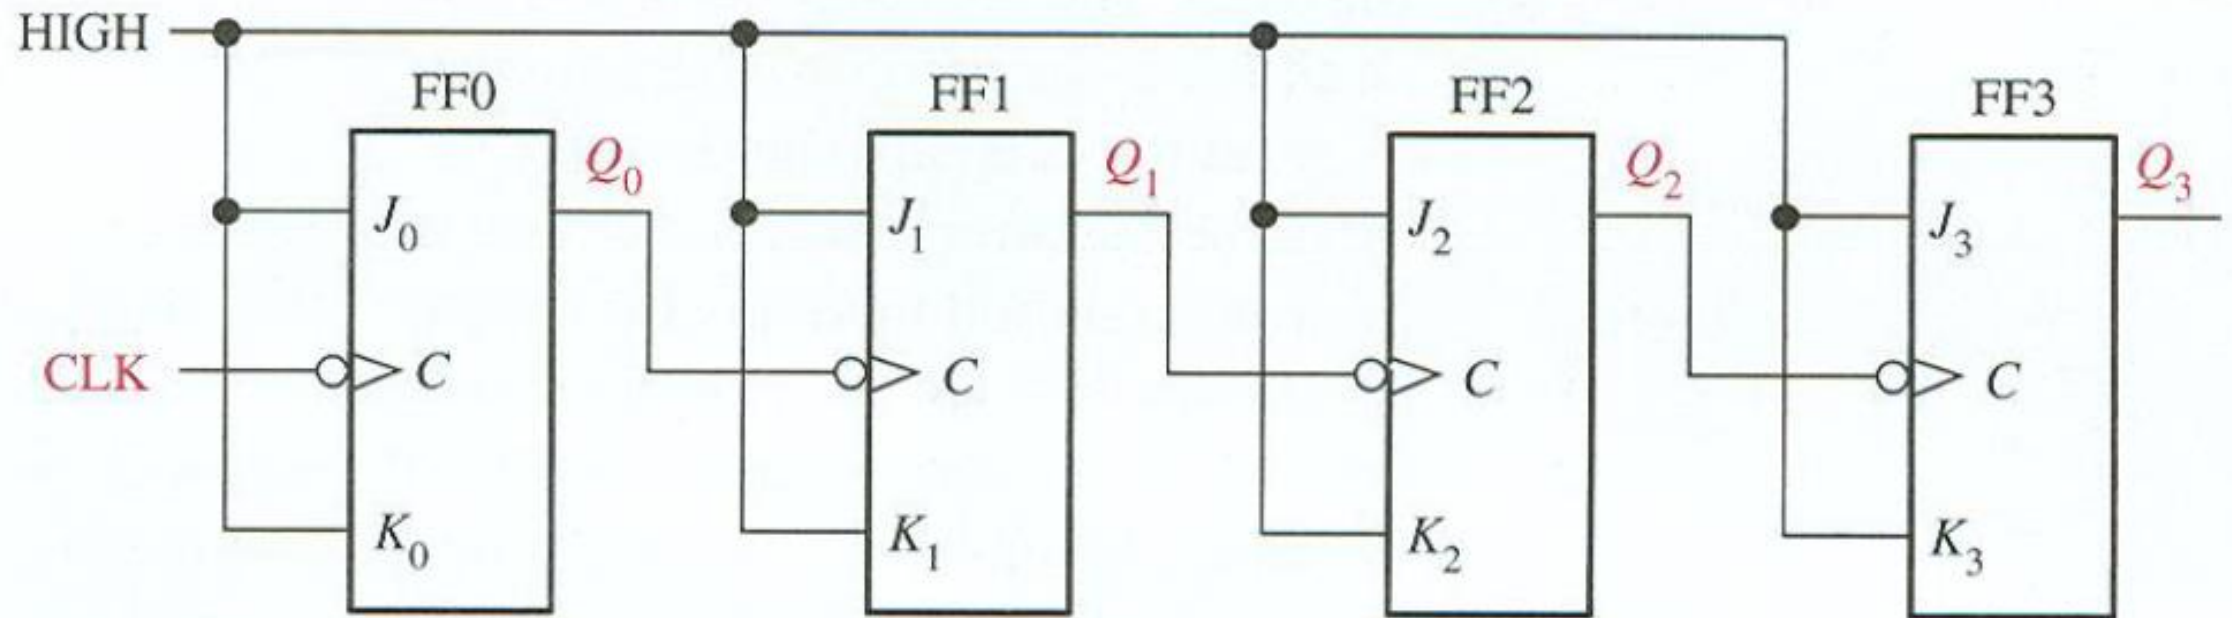 HIGH
FF0 FF1 FF2 FF3
Q0 Q1 Q2 Q3
J0 J1 J2 J3
CLK C C C C
K0 K1 K2 K3